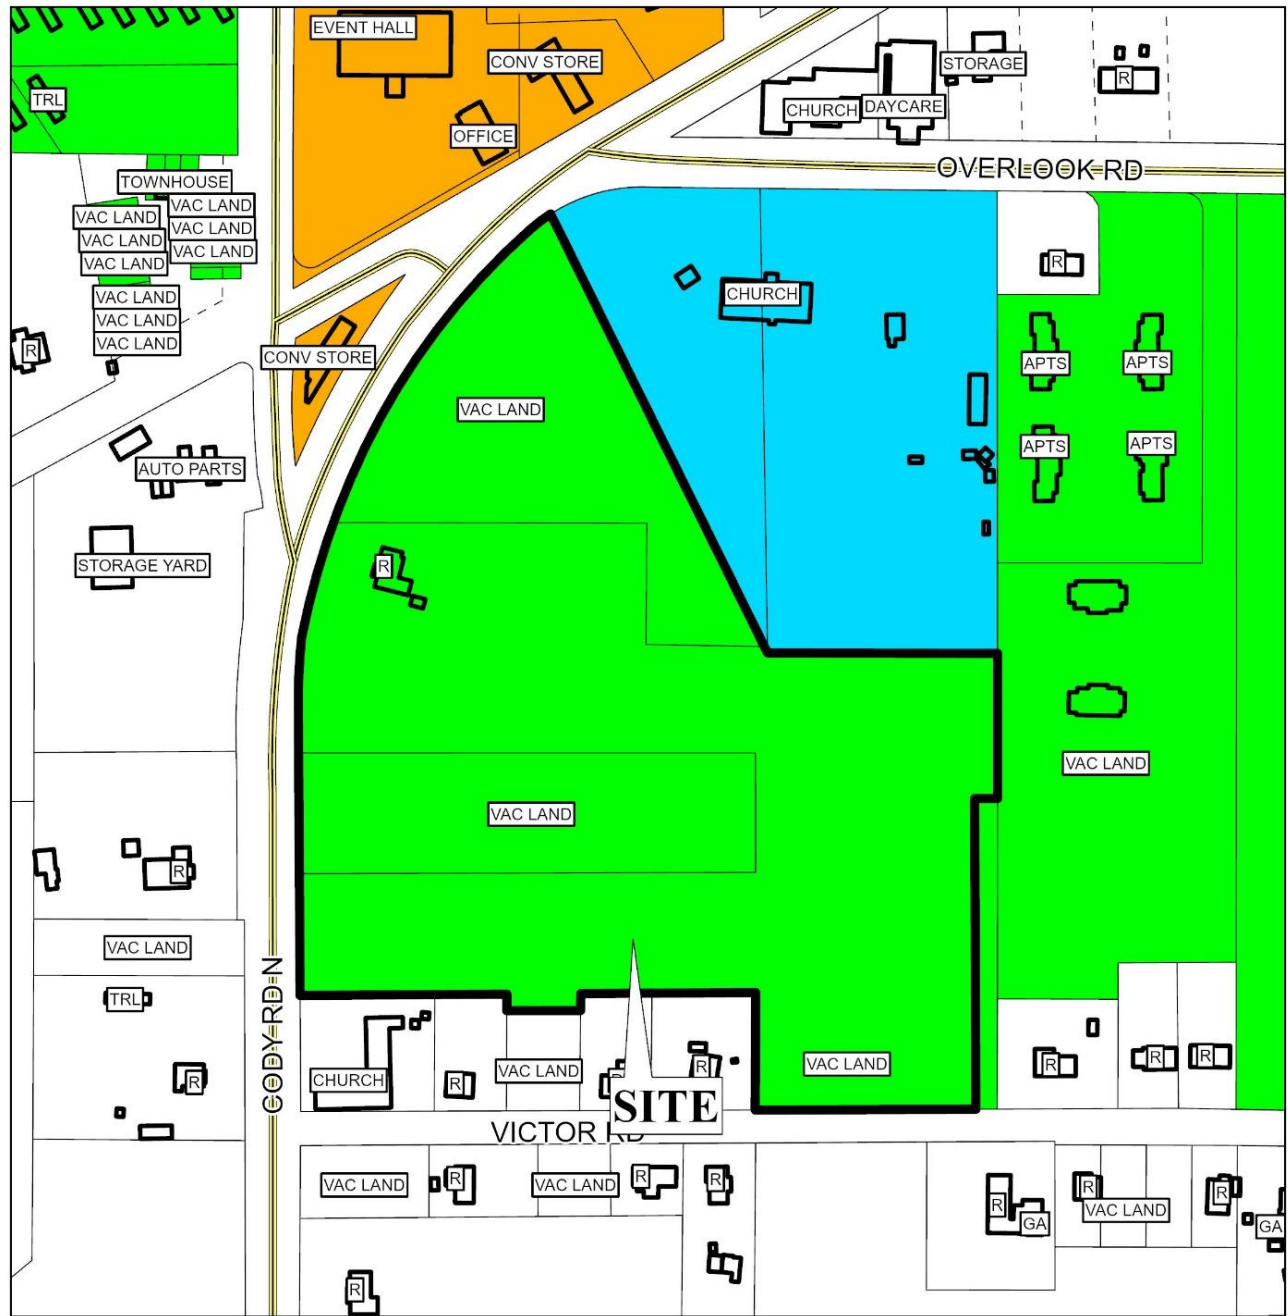 EVENT HALL
CONV STORE
STORAGE
R
TRL
CHURCH
DAYCARE
OFFICE
OVERLOOK RD
TOWNHOUSE
VAC LAND
VAC LAND
VAC LAND
VAC LAND
VAC LAND
VAC LAND
VAC LAND
VAC LAND
VAC LAND
R
CHURCH
R
CONV STORE
APTS
APTS
VAC LAND
APTS
APTS
AUTO PARTS
STORAGE YARD
R
VAC LAND
VAC LAND
R
VAC LAND
CODY RD N
TRL
R
CHURCH
R
VAC LAND
R
VAC LAND
R
R
R
SITE
VICTOR RD
VAC LAND
R
VAC LAND
R
R
R
GA
R
VAC LAND
R
GA
R